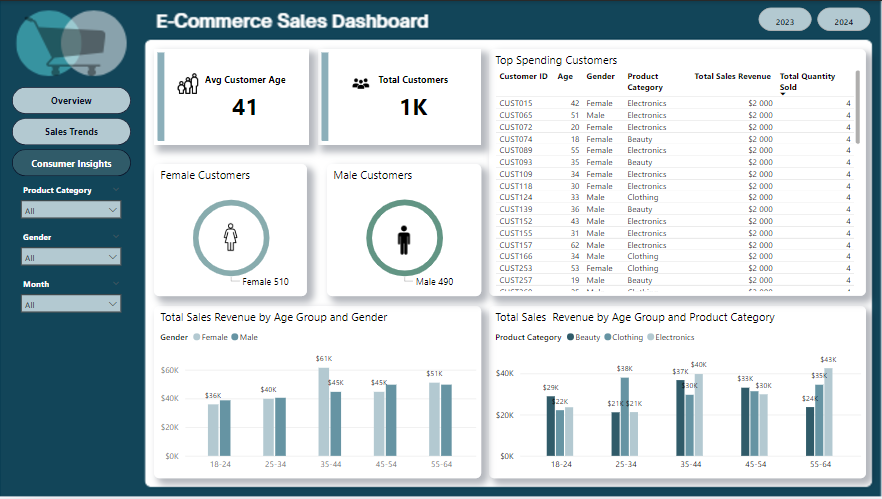 E-Commerce Sales Dashboard
2023
2024
Overview
Sales Trends
Consumer Insights
Product Category
All
Gender
All
Month
All
Avg Customer Age
41
Total Customers
1K
Female Customers
Female 510
Male Customers
Male 490
Top Spending Customers
Customer ID Age Gender Product Category Total Sales Revenue Total Quantity Sold
CUST015 42 Female Electronics $2 000 4
CUST065 51 Male Electronics $2 000 4
CUST072 20 Female Electronics $2 000 4
CUST074 18 Female Beauty $2 000 4
CUST089 55 Female Electronics $2 000 4
CUST093 35 Female Beauty $2 000 4
CUST109 34 Female Electronics $2 000 4
CUST118 30 Female Electronics $2 000 4
CUST124 33 Male Clothing $2 000 4
CUST139 36 Male Beauty $2 000 4
CUST152 43 Male Electronics $2 000 4
CUST155 31 Male Electronics $2 000 4
CUST157 62 Male Electronics $2 000 4
CUST166 34 Male Clothing $2 000 4
CUST253 53 Female Clothing $2 000 4
CUST257 19 Male Beauty $2 000 4
Total Sales Revenue by Age Group and Gender
Gender Female Male
$60K
$40K
$20K
$0K
$36K
$40K
$61K
$45K
$45K
$51K
18-24 25-34 35-44 45-54 55-64
Total Sales Revenue by Age Group and Product Category
Product Category Beauty Clothing Electronics
$40K
$20K
$0K
$29K
$22K
$21K
$38K
$21K
$37K
$30K
$40K
$33K
$30K
$24K
$35K
$43K
18-24 25-34 35-44 45-54 55-64